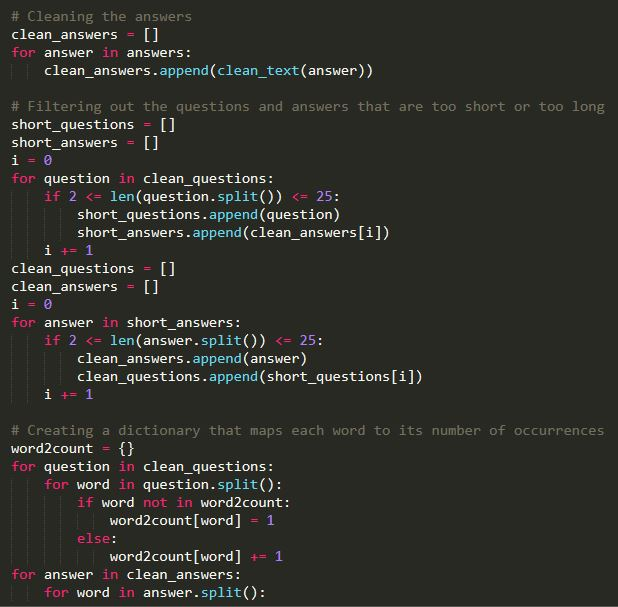 # Cleaning the answers
clean_answers = []
for answer in answers:
    clean_answers.append(clean_text(answer))

# Filtering out the questions and answers that are too short or too long
short_questions = []
short_answers = []
i = 0
for question in clean_questions:
    if 2 <= len(question.split()) <= 25:
        short_questions.append(question)
        short_answers.append(clean_answers[i])
    i += 1
clean_questions = []
clean_answers = []
i = 0
for answer in short_answers:
    if 2 <= len(answer.split()) <= 25:
        clean_answers.append(answer)
        clean_questions.append(short_questions[i])
    i += 1

# Creating a dictionary that maps each word to its number of occurrences
word2count = {}
for question in clean_questions:
    for word in question.split():
        if word not in word2count:
            word2count[word] = 1
        else:
            word2count[word] += 1
for answer in clean_answers:
    for word in answer.split():